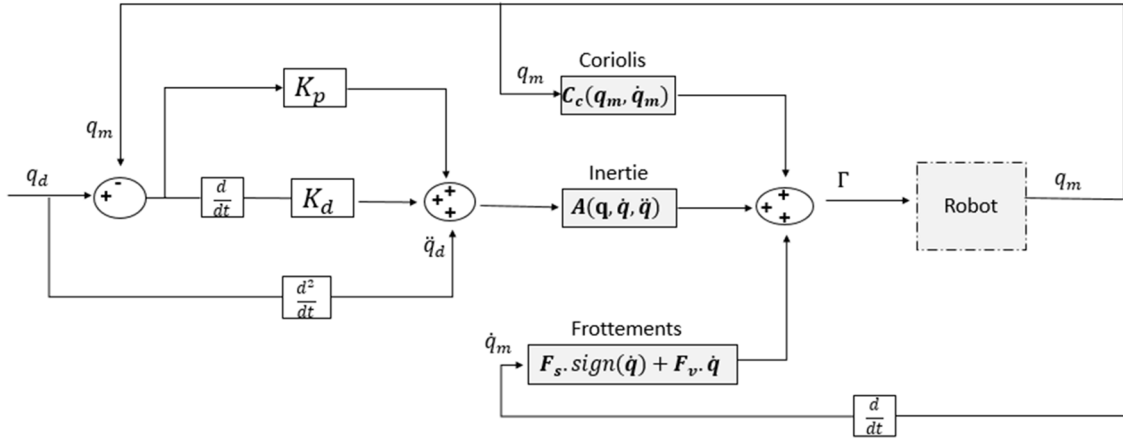 Coriolis
q_m
C_c(q_m, q̇_m)
K_p
q_m
q_d
+ -
d/dt
K_d
+ + +
q̈_d
d²/dt
Inertie
A(q, q̇, q̈)
+ + +
Γ
Robot
q_m
Frottements
q̇_m
F_s.sign(q̇) + F_v.q̇
d/dt